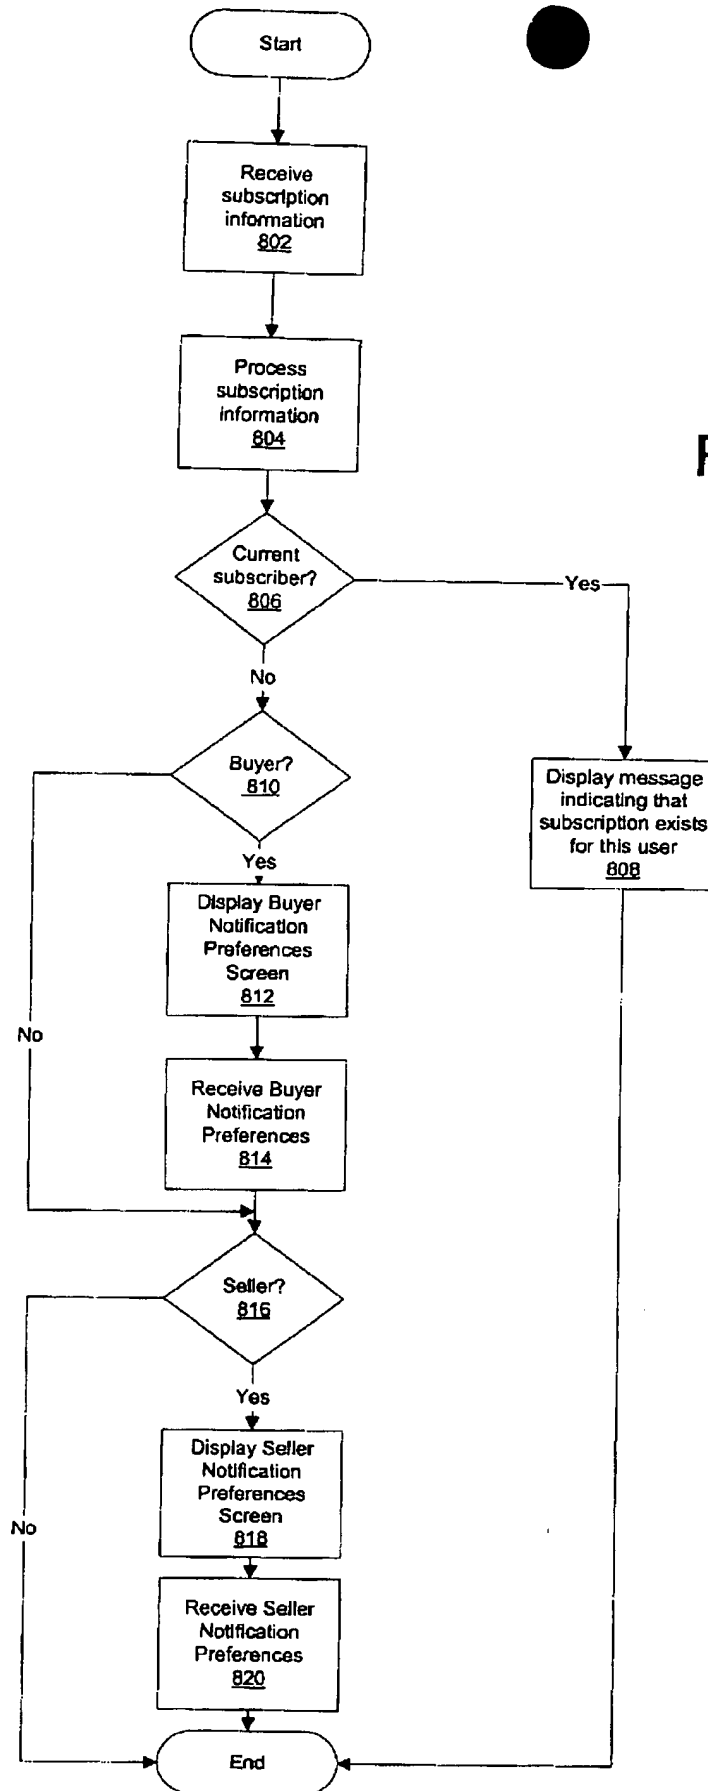 Start
Receive
subscription
information
802
Process
subscription
information
804
Current
subscriber?
806
Yes
No
Buyer?
810
Display message
indicating that
subscription exists
for this user
808
Yes
Display Buyer
Notification
Preferences
Screen
812
No
Receive Buyer
Notification
Preferences
814
Seller?
816
Yes
Display Seller
Notification
Preferences
Screen
818
No
Receive Seller
Notification
Preferences
820
End